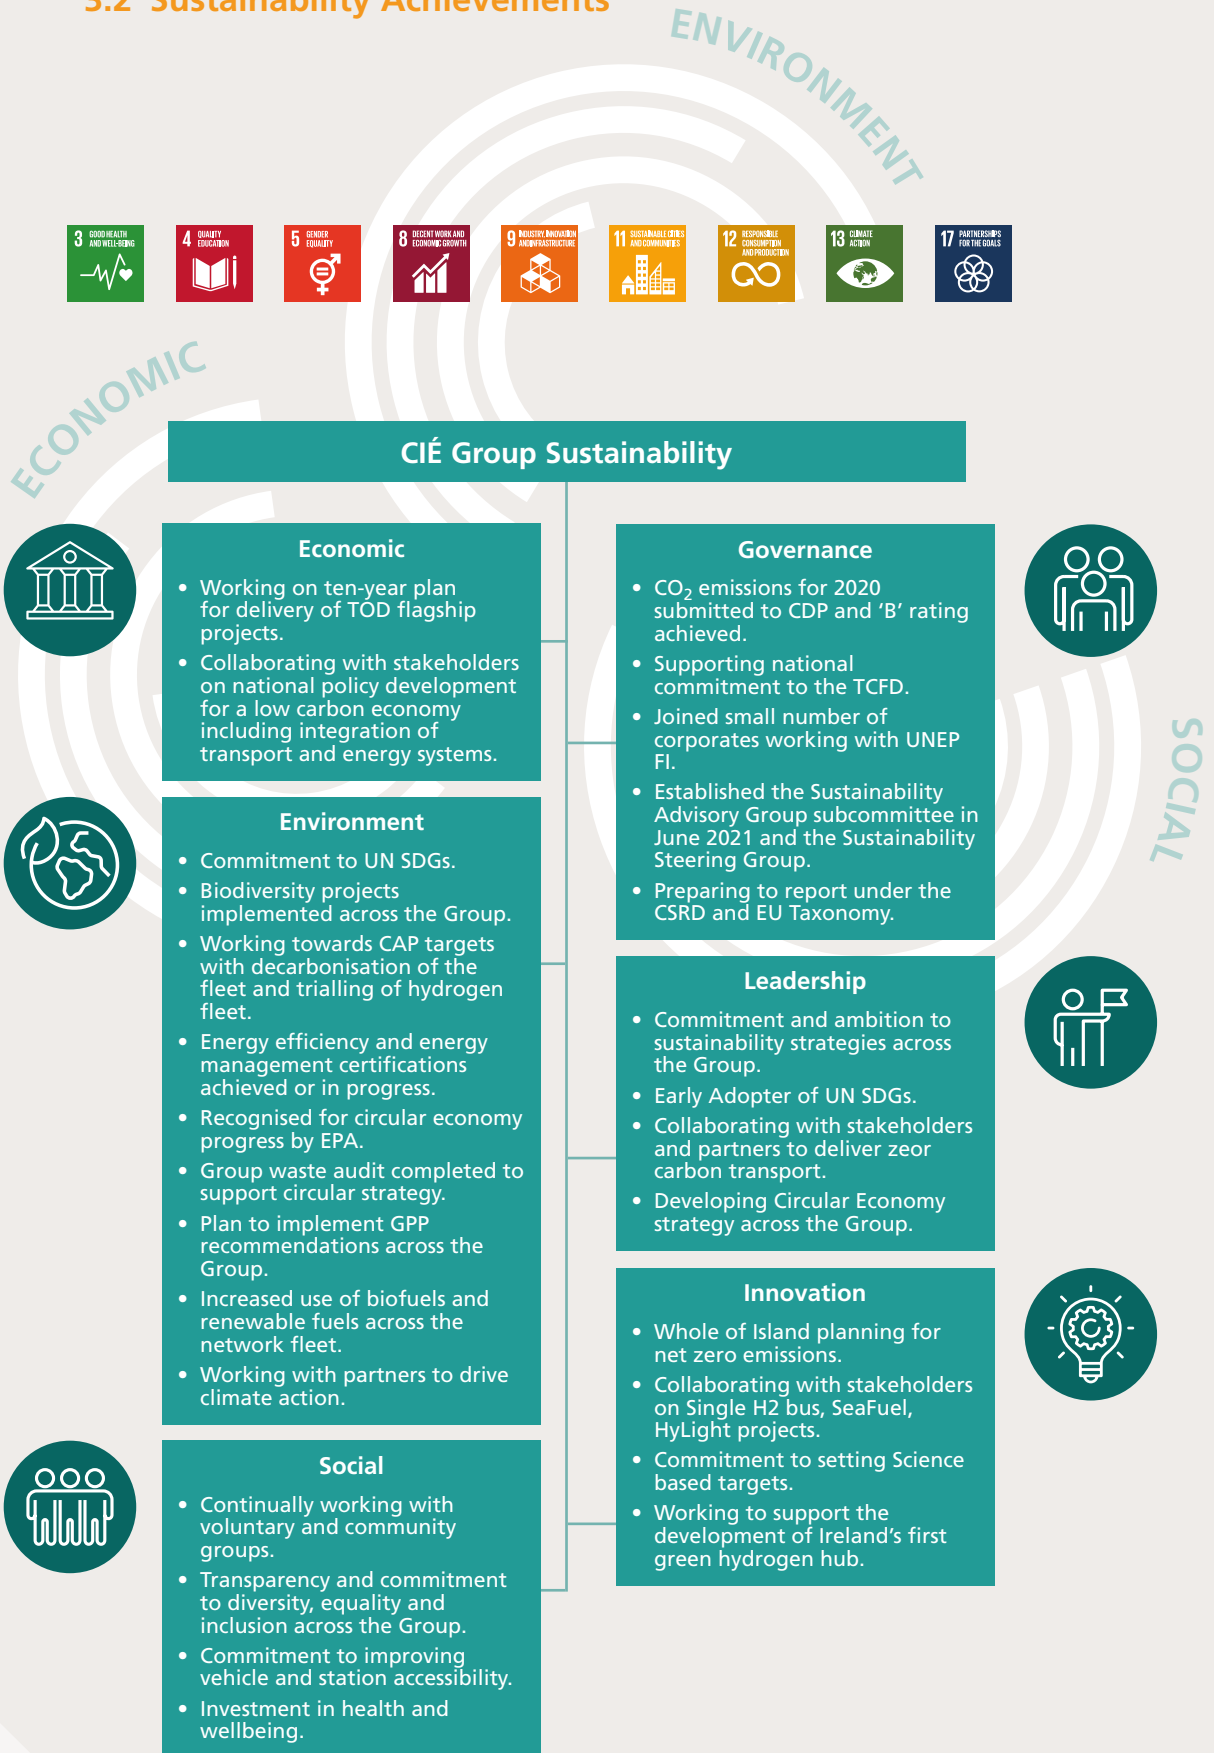 3.2 Sustainability Achievements
ENVIRONMENT
3 GOOD HEALTH
AND WELL-BEING
4 QUALITY
EDUCATION
5 GENDER
EQUALITY
8 DECENT WORK AND
ECONOMIC GROWTH
9 INDUSTRY, INNOVATION
AND INFRASTRUCTURE
11 SUSTAINABLE CITIES
AND COMMUNITIES
12 RESPONSIBLE
CONSUMPTION
AND PRODUCTION
13 CLIMATE
ACTION
17 PARTNERSHIPS
FOR THE GOALS
ECONOMIC
CIÉ Group Sustainability
Economic
• Working on ten-year plan
for delivery of TOD flagship
projects.
• Collaborating with stakeholders
on national policy development
for a low carbon economy
including integration of
transport and energy systems.
Environment
• Commitment to UN SDGs.
• Biodiversity projects
implemented across the Group.
• Working towards CAP targets
with decarbonisation of the
fleet and trialling of hydrogen
fleet.
• Energy efficiency and energy
management certifications
achieved or in progress.
• Recognised for circular economy
progress by EPA.
• Group waste audit completed to
support circular strategy.
• Plan to implement GPP
recommendations across the
Group.
• Increased use of biofuels and
renewable fuels across the
network fleet.
• Working with partners to drive
climate action.
Social
• Continually working with
voluntary and community
groups.
• Transparency and commitment
to diversity, equality and
inclusion across the Group.
• Commitment to improving
vehicle and station accessibility.
• Investment in health and
wellbeing.
Governance
• CO₂ emissions for 2020
submitted to CDP and ‘B’ rating
achieved.
• Supporting national
commitment to the TCFD.
• Joined small number of
corporates working with UNEP
FI.
• Established the Sustainability
Advisory Group subcommittee in
June 2021 and the Sustainability
Steering Group.
• Preparing to report under the
CSRD and EU Taxonomy.
Leadership
• Commitment and ambition to
sustainability strategies across
the Group.
• Early Adopter of UN SDGs.
• Collaborating with stakeholders
and partners to deliver zeor
carbon transport.
• Developing Circular Economy
strategy across the Group.
Innovation
• Whole of Island planning for
net zero emissions.
• Collaborating with stakeholders
on Single H2 bus, SeaFuel,
HyLight projects.
• Commitment to setting Science
based targets.
• Working to support the
development of Ireland’s first
green hydrogen hub.
SOCIAL